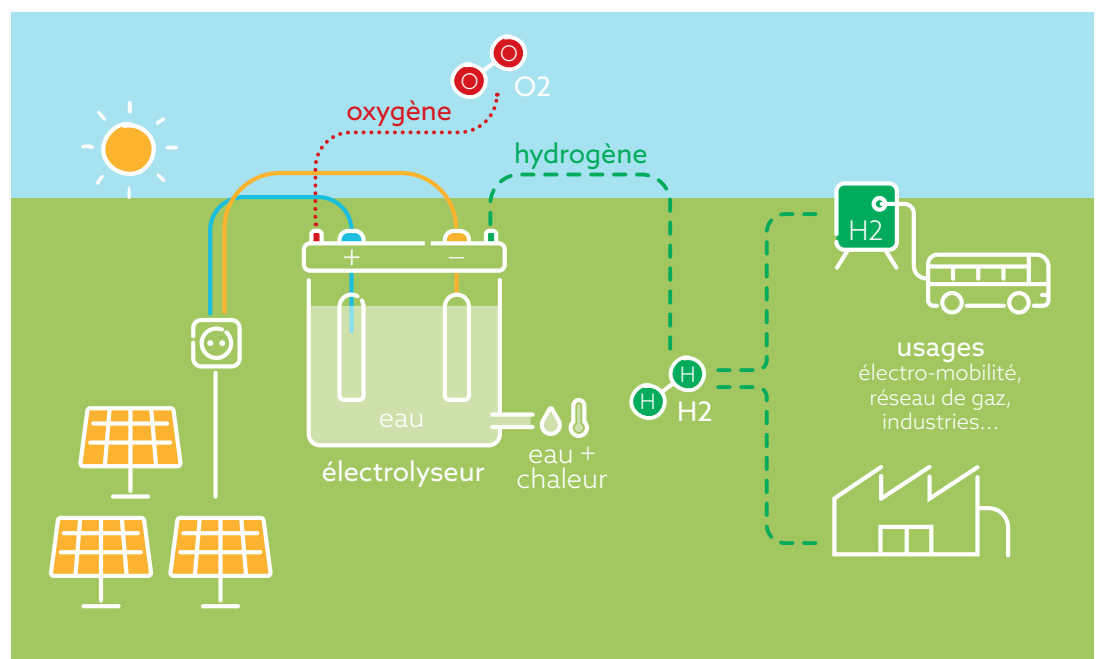 O
O
O2
oxygène
hydrogène
H2
+
−
usages
électro-mobilité,
réseau de gaz,
industries...
H
H
H2
eau
électrolyseur
eau +
chaleur